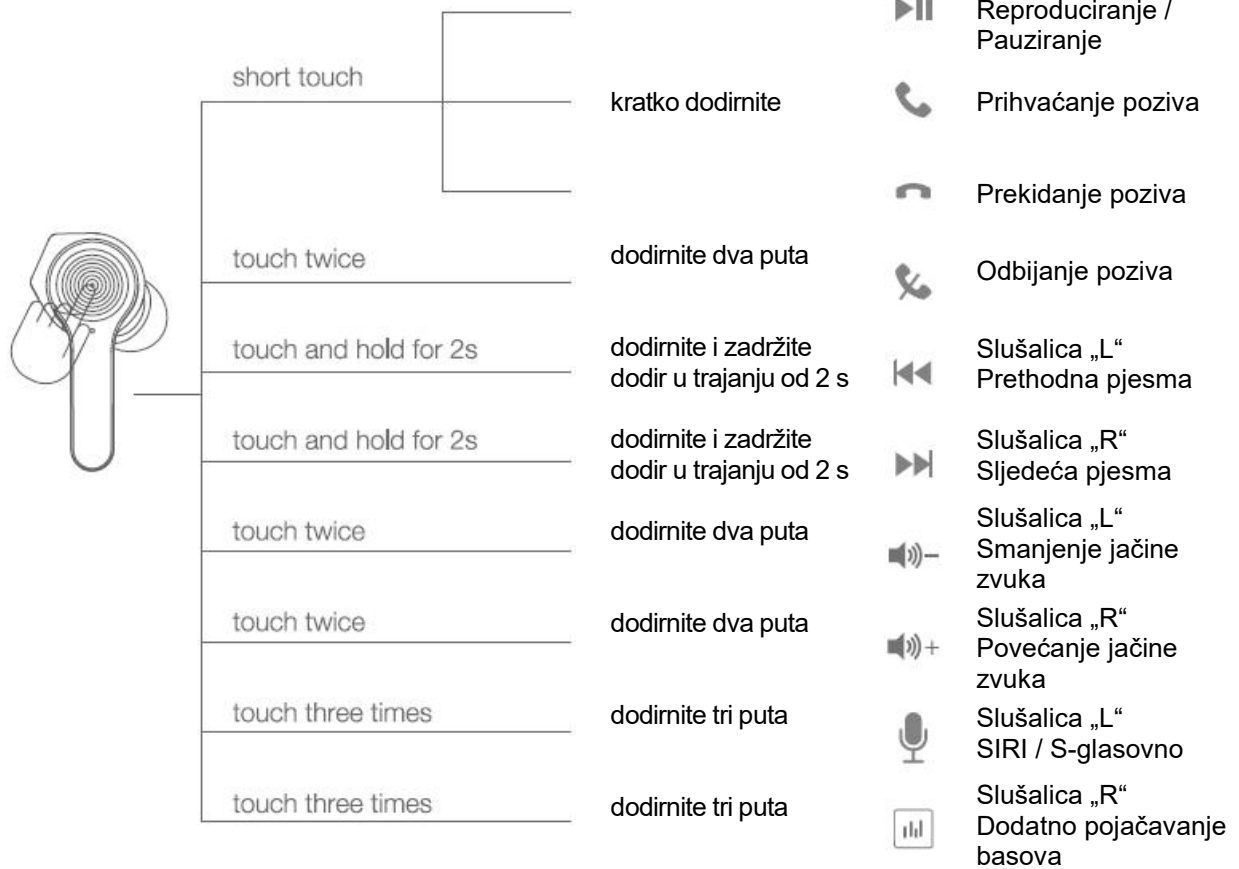 Reproduciranje /
Pauziranje
short touch
kratko dodirnite
Prihvaćanje poziva
Prekidanje poziva
touch twice
dodirnite dva puta
Odbijanje poziva
touch and hold for 2s
dodirnite i zadržite
dodir u trajanju od 2 s
Slušalica „L“
Prethodna pjesma
touch and hold for 2s
dodirnite i zadržite
dodir u trajanju od 2 s
Slušalica „R“
Sljedeća pjesma
touch twice
dodirnite dva puta
Slušalica „L“
Smanjenje jačine
zvuka
touch twice
dodirnite dva puta
Slušalica „R“
Povećanje jačine
zvuka
touch three times
dodirnite tri puta
Slušalica „L“
SIRI / S-glasovno
touch three times
dodirnite tri puta
Slušalica „R“
Dodatno pojačavanje
basova